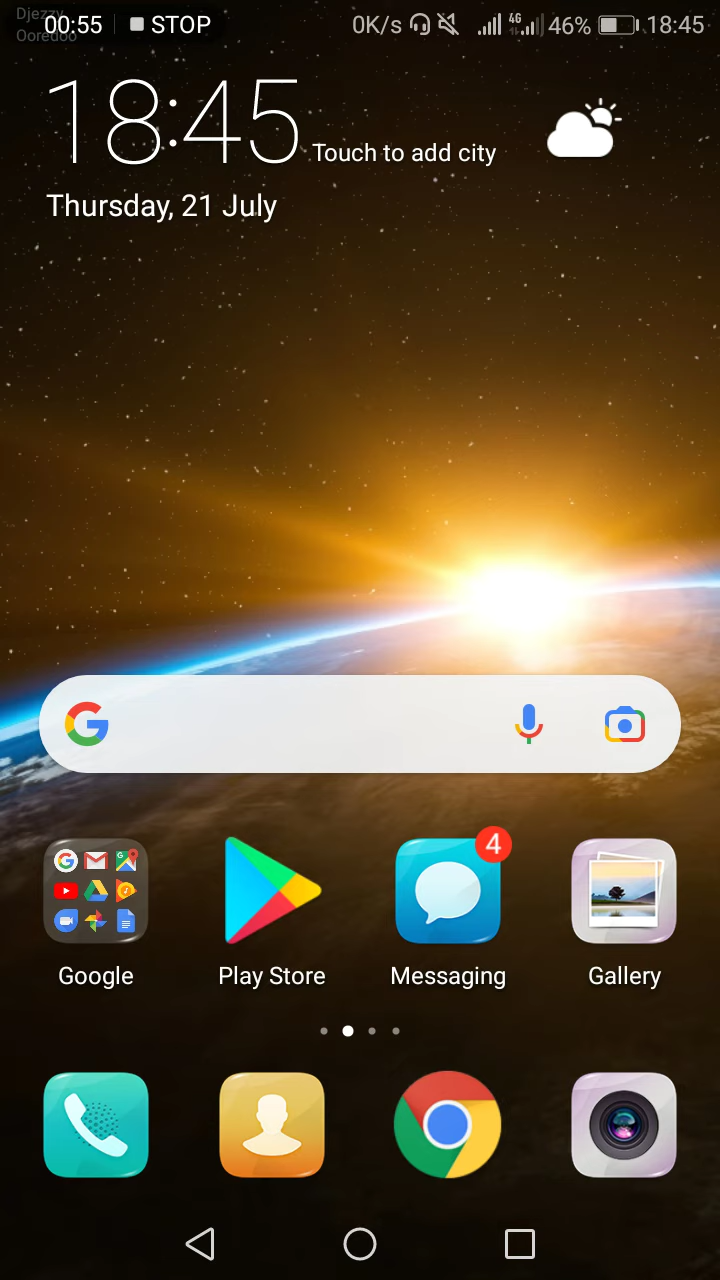 Djezzy
Ooredoo
00:55 STOP 0K/s 4G 46% 18:45
18:45 Touch to add city
Thursday, 21 July
4
Google Play Store Messaging Gallery